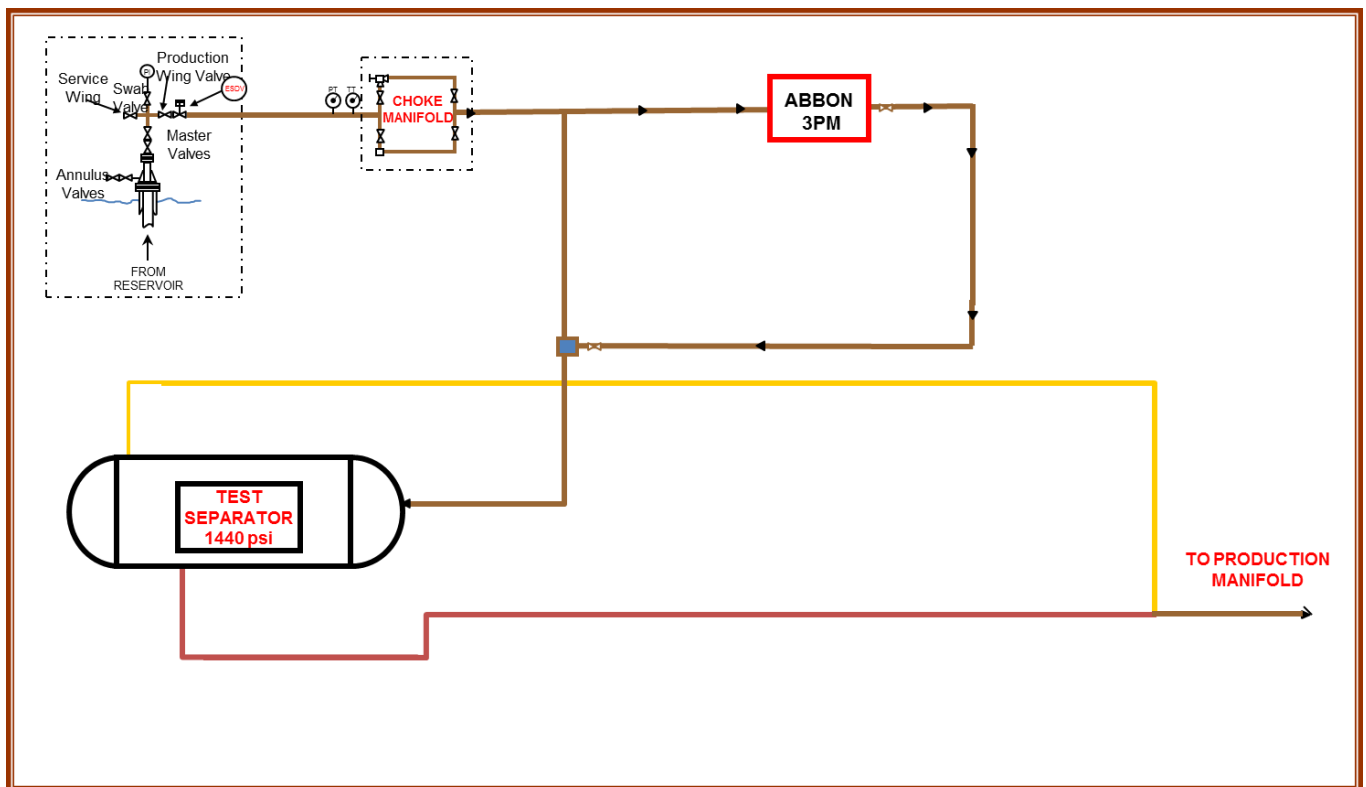 Production
Wing Valve
Service
Wing
Swab
Valve
PI
ESDV
Master
Valves
Annulus
Valves
FROM
RESERVOIR
PT
TT
CHOKE
MANIFOLD
ABBON
3PM
TEST
SEPARATOR
1440 psi
TO PRODUCTION
MANIFOLD